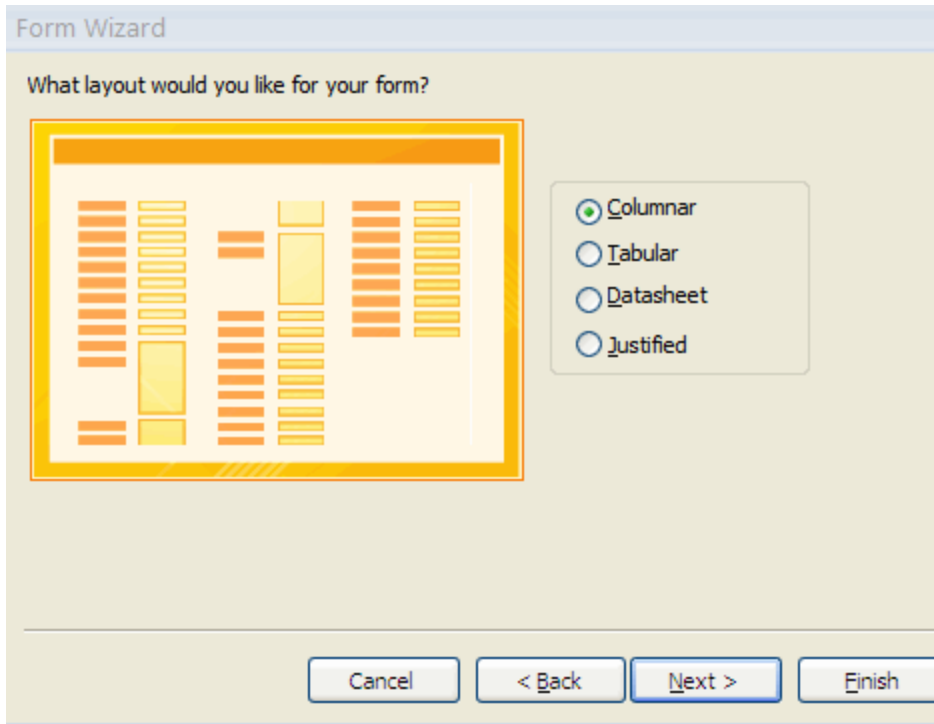 Form Wizard
What layout would you like for your form?
Columnar
Tabular
Datasheet
Justified
Cancel
< Back
Next >
Finish